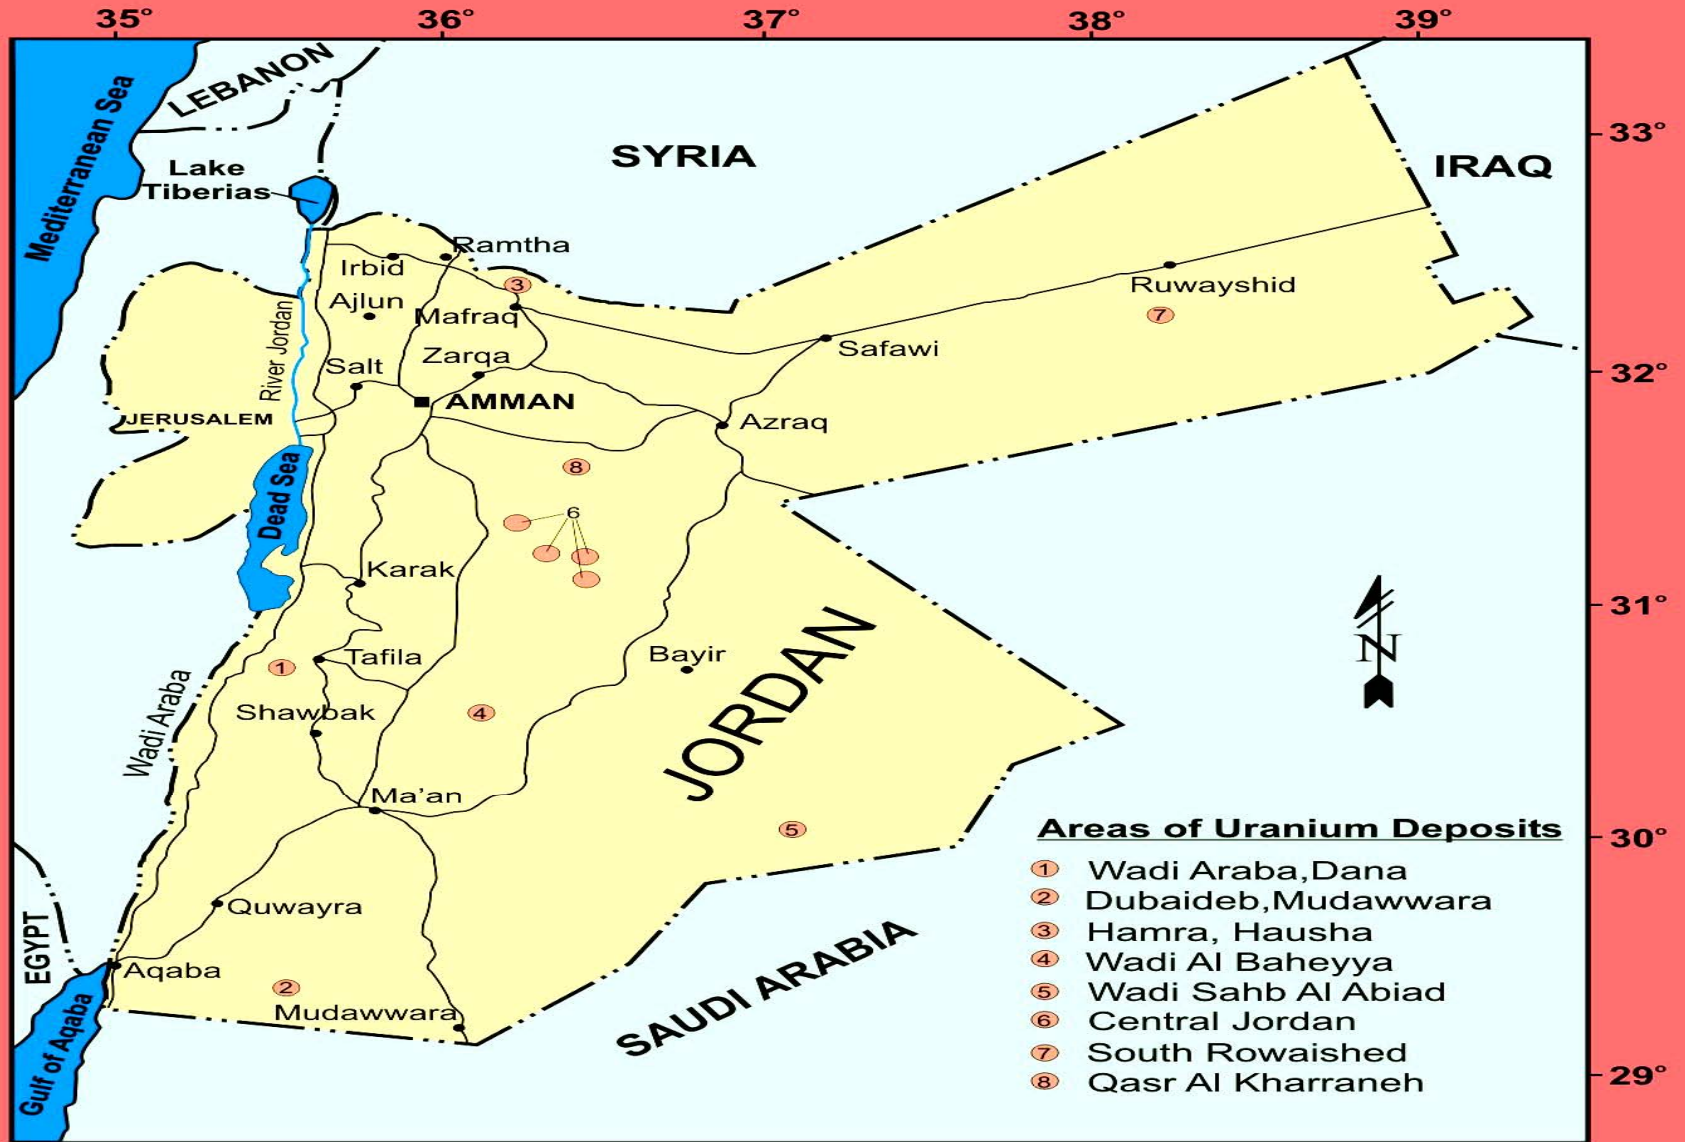 35° 36° 37° 38° 39°
LEBANON
Mediterranean Sea
33°
SYRIA
IRAQ
Lake
Tiberias
Ramtha
Irbid
3
Ruwayshid
Ajlun
Mafraq
7
River Jordan
Safawi
Zarqa
Salt
32°
AMMAN
JERUSALEM
Azraq
8
Dead Sea
6
Karak
31°
JORDAN
N
Bayir
Tafila
1
Wadi Araba
Shawbak
4
Ma'an
5
30°
Quwayra
EGYPT
Aqaba
2
Mudawwara
Gulf of Aqaba
SAUDI ARABIA
29°
Areas of Uranium Deposits
1 Wadi Araba,Dana
2 Dubaideb,Mudawwara
3 Hamra, Hausha
4 Wadi Al Baheyya
5 Wadi Sahb Al Abiad
6 Central Jordan
7 South Rowaished
8 Qasr Al Kharraneh